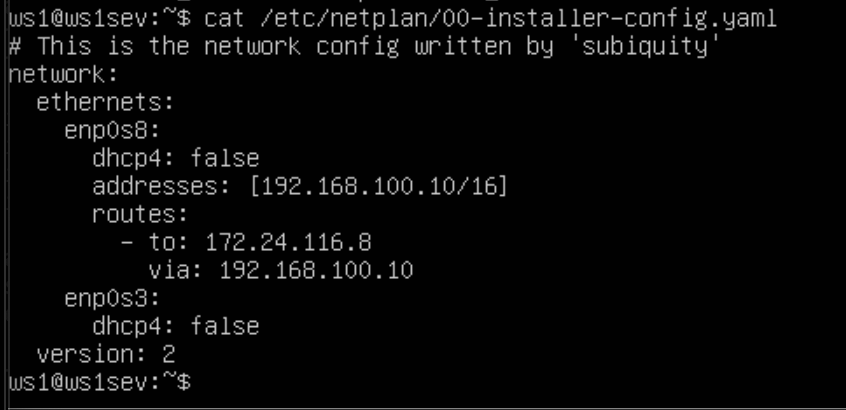 ws1@ws1sev:~$ cat /etc/netplan/00-installer-config.yaml
# This is the network config written by 'subiquity'
network:
  ethernets:
    enp0s8:
      dhcp4: false
      addresses: [192.168.100.10/16]
      routes:
        - to: 172.24.116.8
          via: 192.168.100.10
    enp0s3:
      dhcp4: false
  version: 2
ws1@ws1sev:~$